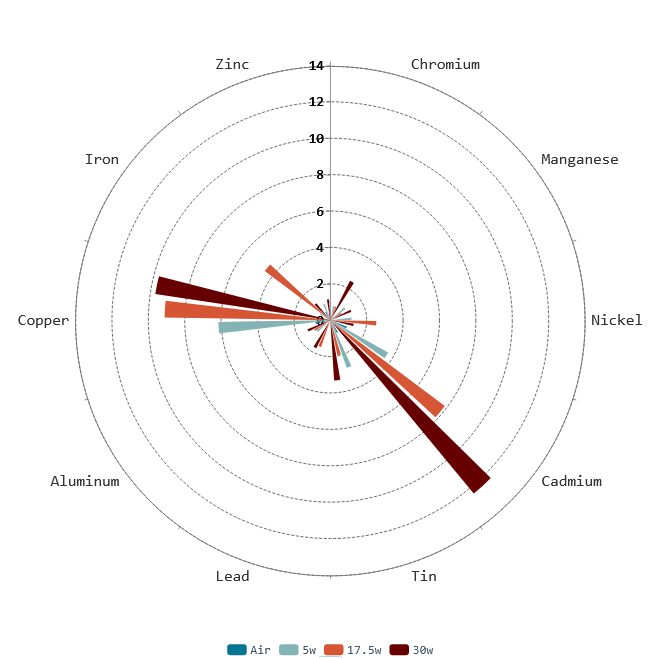 Zinc
14
Chromium
12
Iron
10
Manganese
8
6
4
2
Copper
0
Nickel
Aluminum
Cadmium
Lead
Tin
Air 5w 17.5w 30w